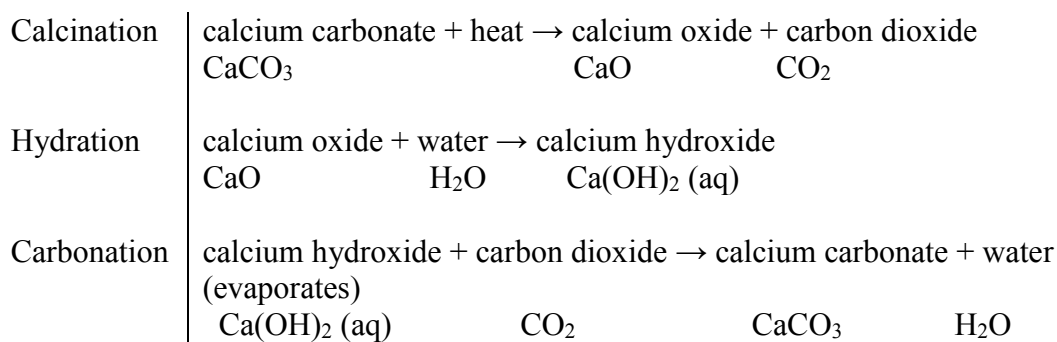 Calcination calcium carbonate + heat → calcium oxide + carbon dioxide
CaCO₃ CaO CO₂
Hydration calcium oxide + water → calcium hydroxide
CaO H₂O Ca(OH)₂ (aq)
Carbonation calcium hydroxide + carbon dioxide → calcium carbonate + water
(evaporates)
Ca(OH)₂ (aq) CO₂ CaCO₃ H₂O